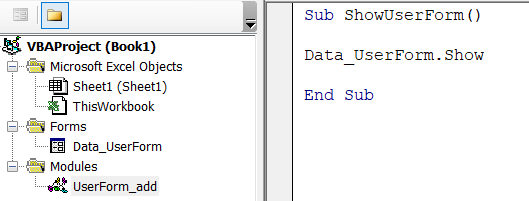 VBAProject (Book1)
Microsoft Excel Objects
Sheet1 (Sheet1)
ThisWorkbook
Forms
Data_UserForm
Modules
UserForm_add
Sub ShowUserForm()
Data_UserForm.Show
End Sub